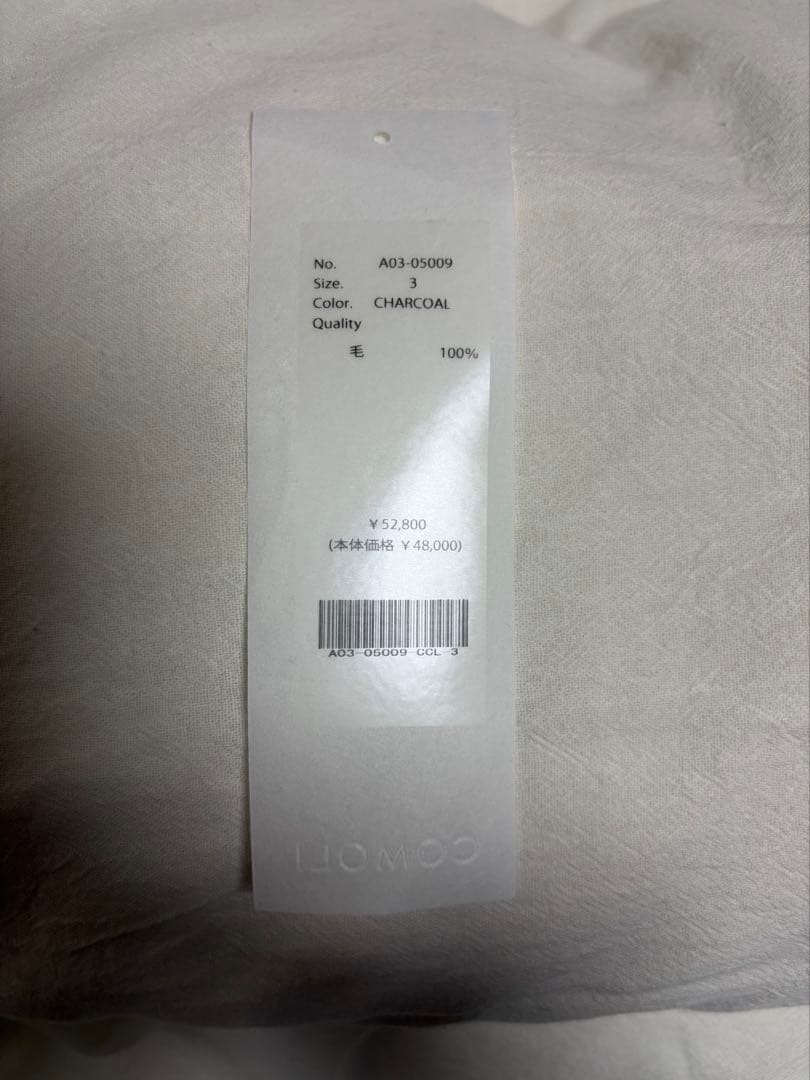 No. A03-05009
Size. 3
Color. CHARCOAL
Quality
毛 100%
¥52,800
(本体価格 ¥48,000)
A03-05009-CCL-3
COMOLI